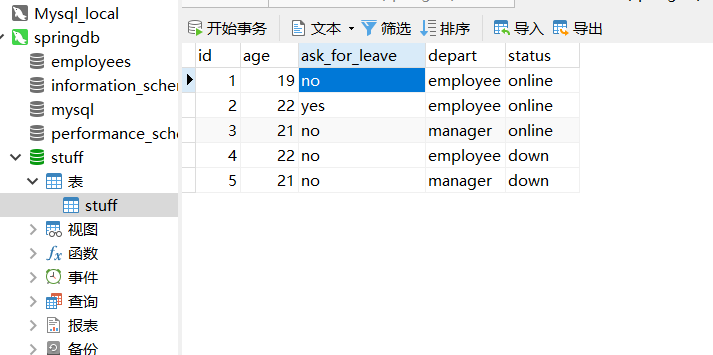 Mysql_local
springdb
employees
information_schem
mysql
performance_sche
stuff
表
stuff
视图
函数
事件
查询
报表
备份
开始事务 文本 筛选 排序 导入 导出
id age ask_for_leave depart status
1 19 no employee online
2 22 yes employee online
3 21 no manager online
4 22 no employee down
5 21 no manager down